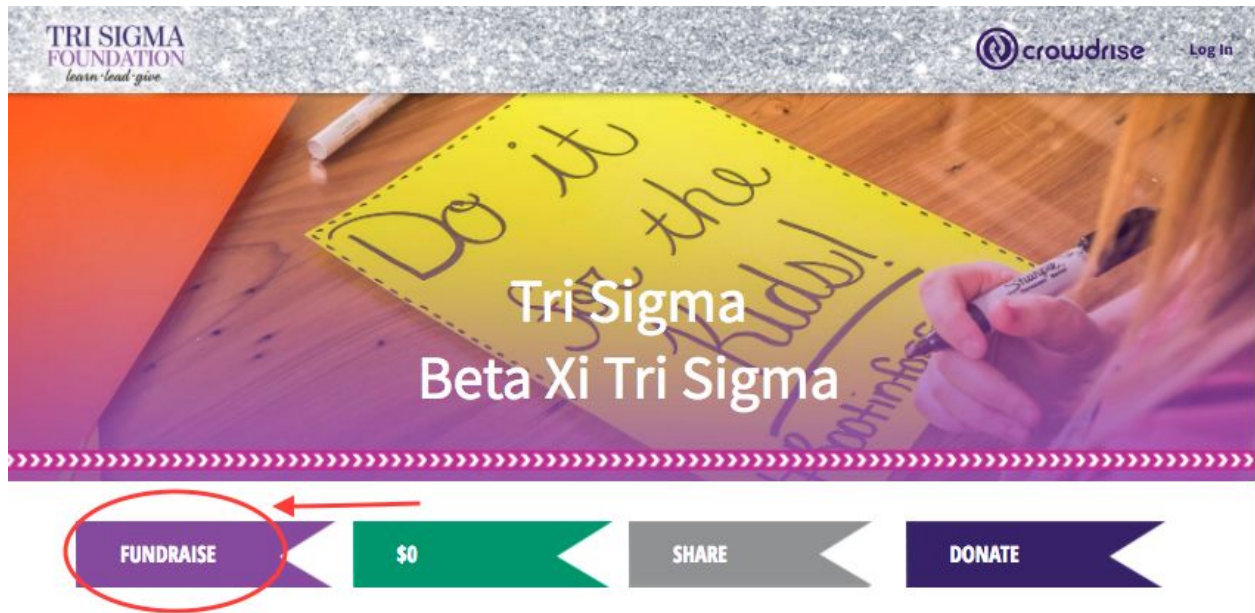 TRI SIGMA
FOUNDATION
learn·lead·give
crowdrise
Log In
Do it
for the
Kids!
Sharpie
Tri Sigma
Beta Xi Tri Sigma
FUNDRAISE
$0
SHARE
DONATE